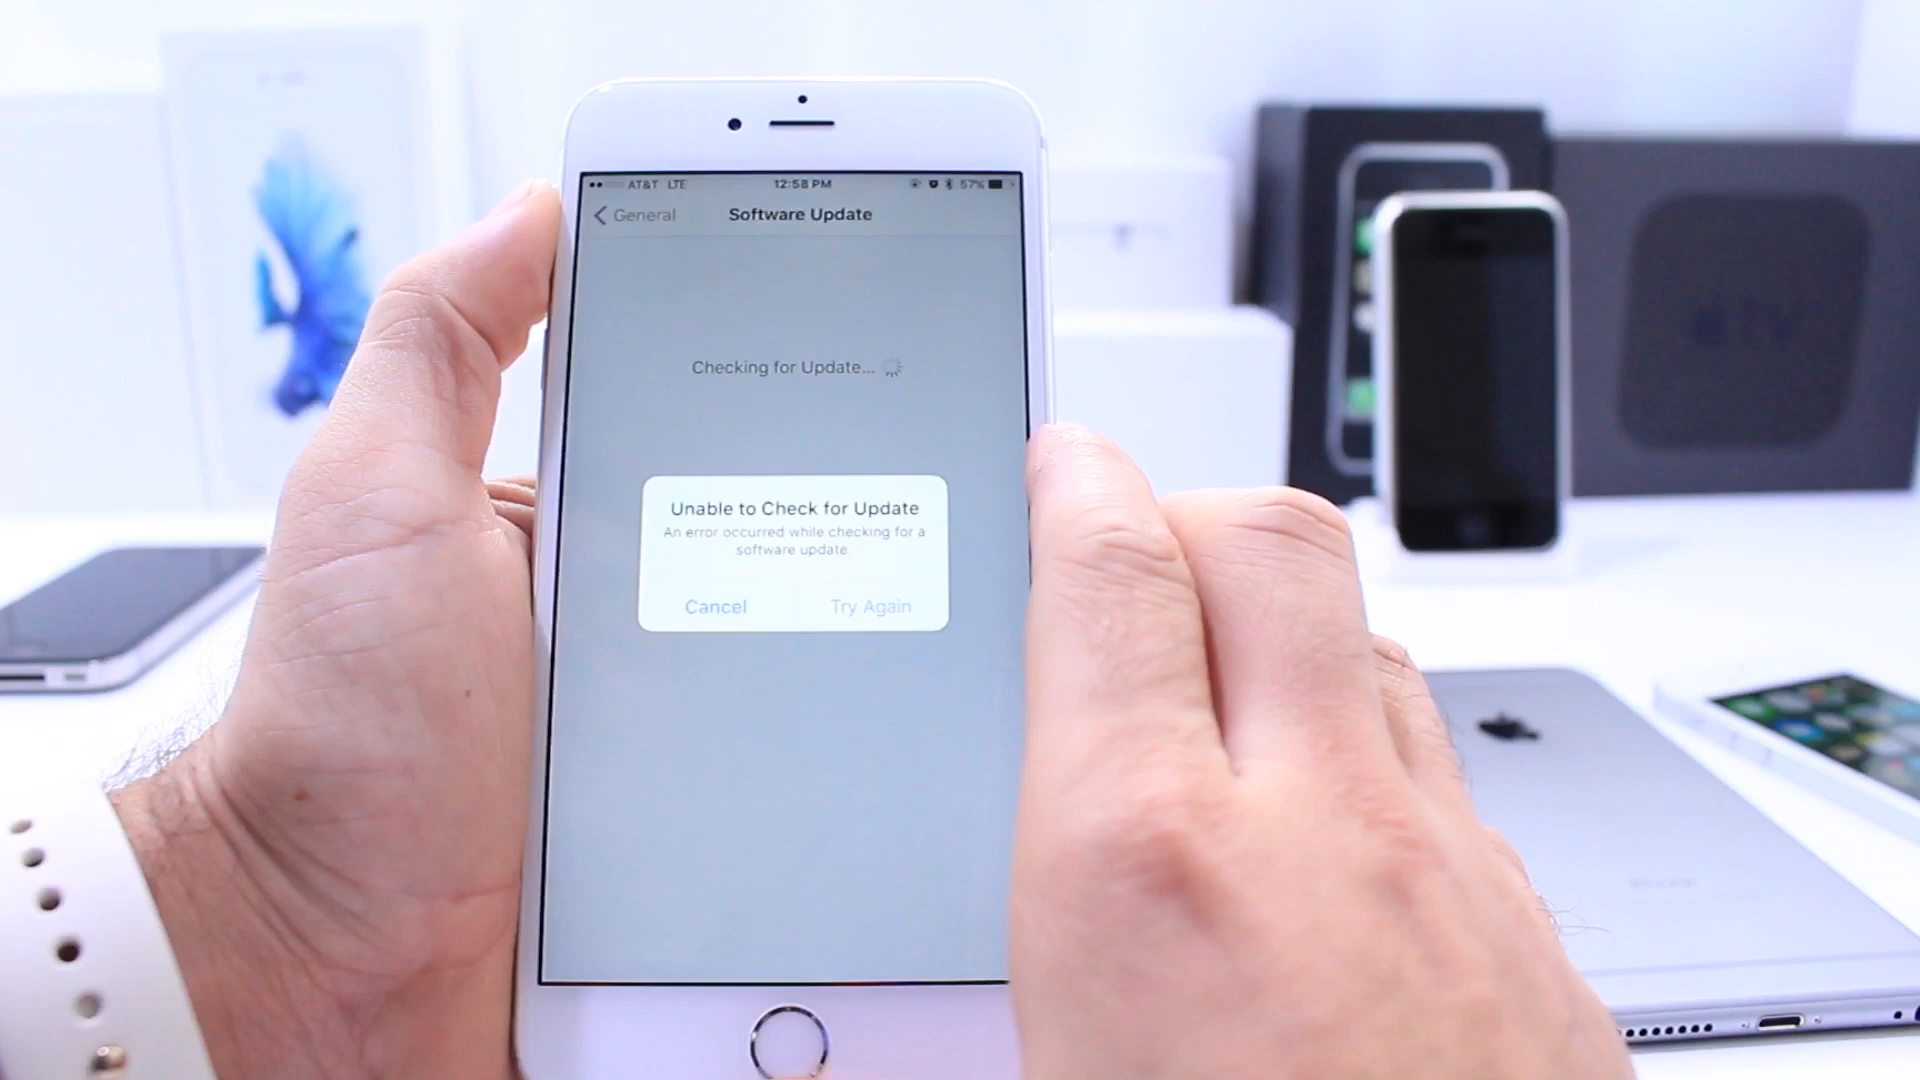 AT&T LTE 12:58 PM 57%
General Software Update
Checking for Update...
Unable to Check for Update
An error occurred while checking for a
software update.
Cancel Try Again
tv